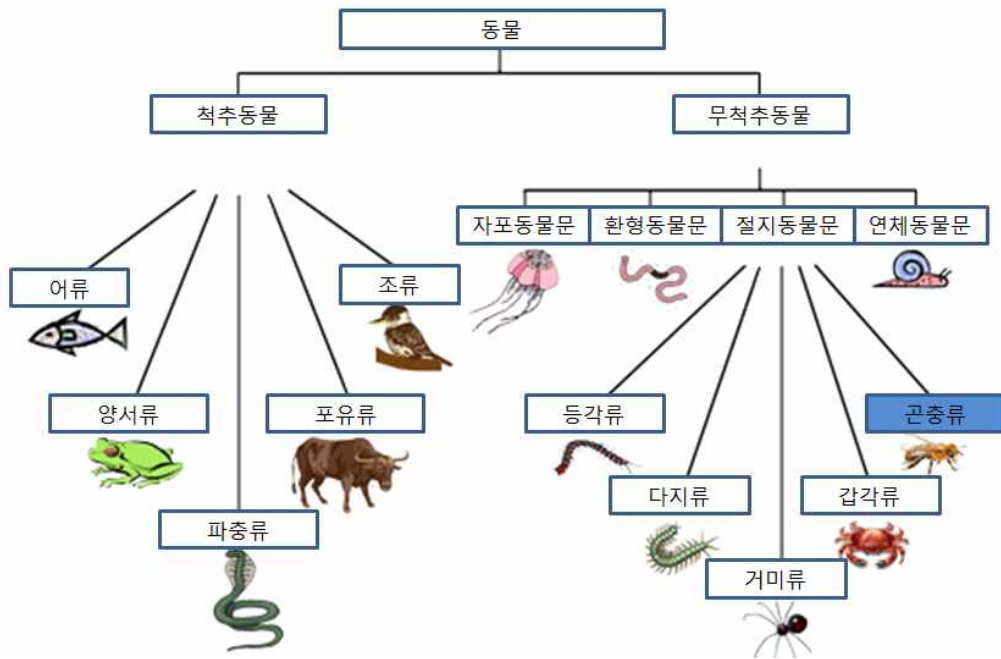 동물
척추동물
무척추동물
자포동물문
환형동물문
절지동물문
연체동물문
어류
조류
양서류
포유류
파충류
등각류
곤충류
다지류
갑각류
거미류